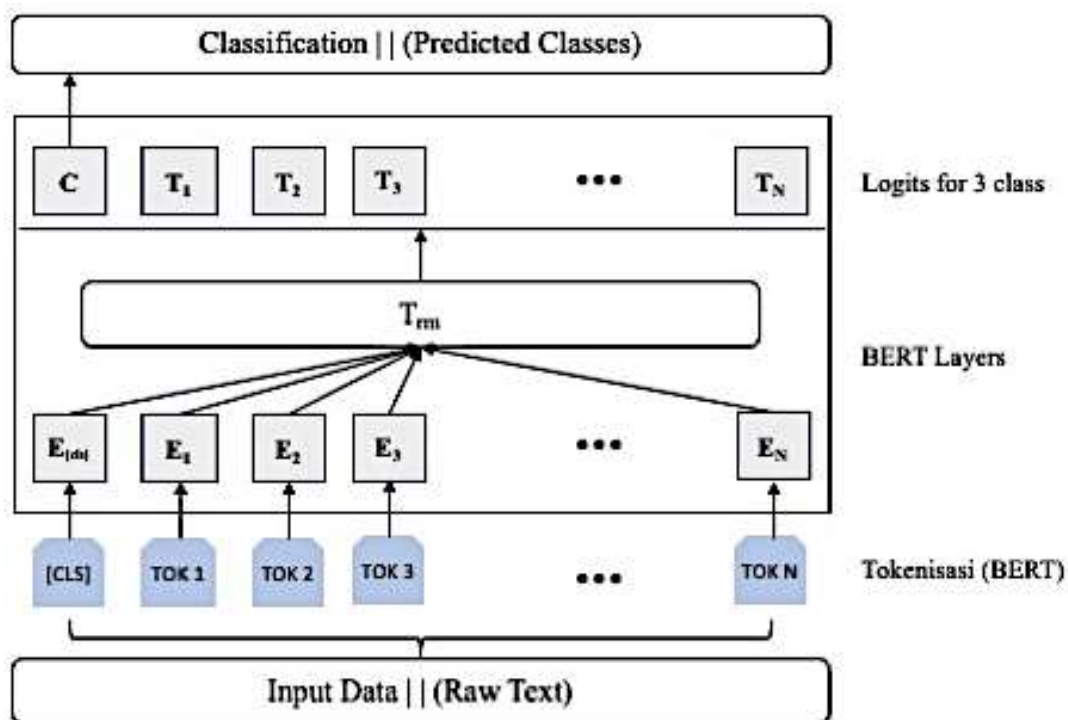 Classification || (Predicted Classes)
C T1 T2 T3 ••• TN
Logits for 3 class
Trm
BERT Layers
E1 E2 E3 ••• EN
[CLS] TOK 1 TOK 2 TOK 3 ••• TOK N
Tokenisasi (BERT)
Input Data || (Raw Text)